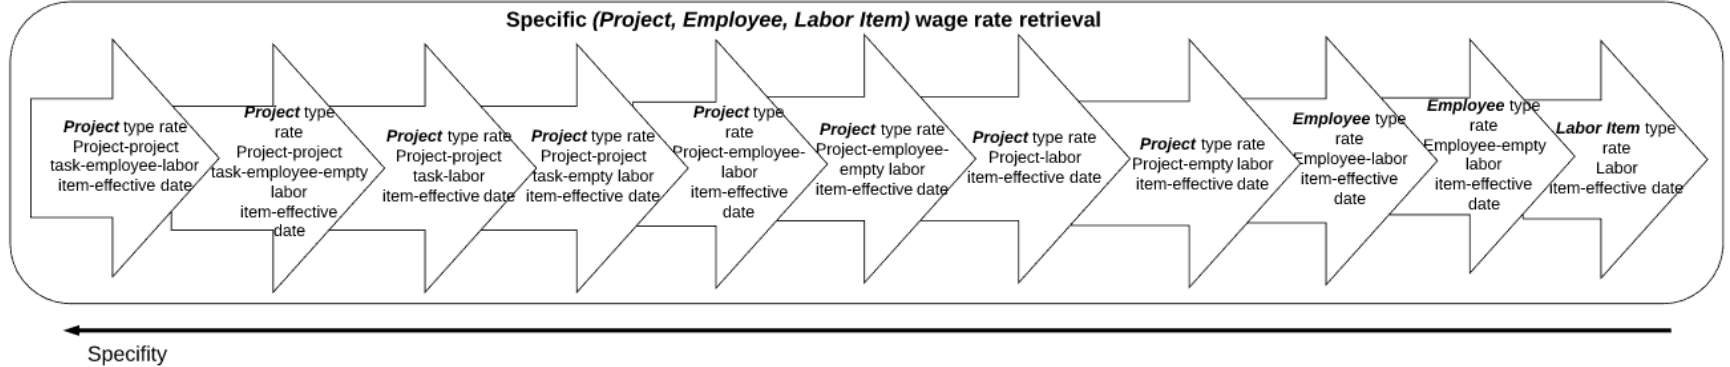 Specific (Project, Employee, Labor Item) wage rate retrieval
Project type rate
Project-project
task-employee-labor
item-effective date
Project type
rate
Project-project
task-employee-empty
labor
item-effective
date
Project type rate
Project-project
task-labor
item-effective date
Project type rate
Project-project
task-empty labor
item-effective date
Project type
rate
Project-employee-
labor
item-effective
date
Project type rate
Project-employee-
empty labor
item-effective date
Project type rate
Project-labor
item-effective date
Project type rate
Project-empty labor
item-effective date
Employee type
rate
Employee-labor
item-effective
date
Employee type
rate
Employee-empty
labor
item-effective
date
Labor Item type
rate
Labor
item-effective date
Specifity